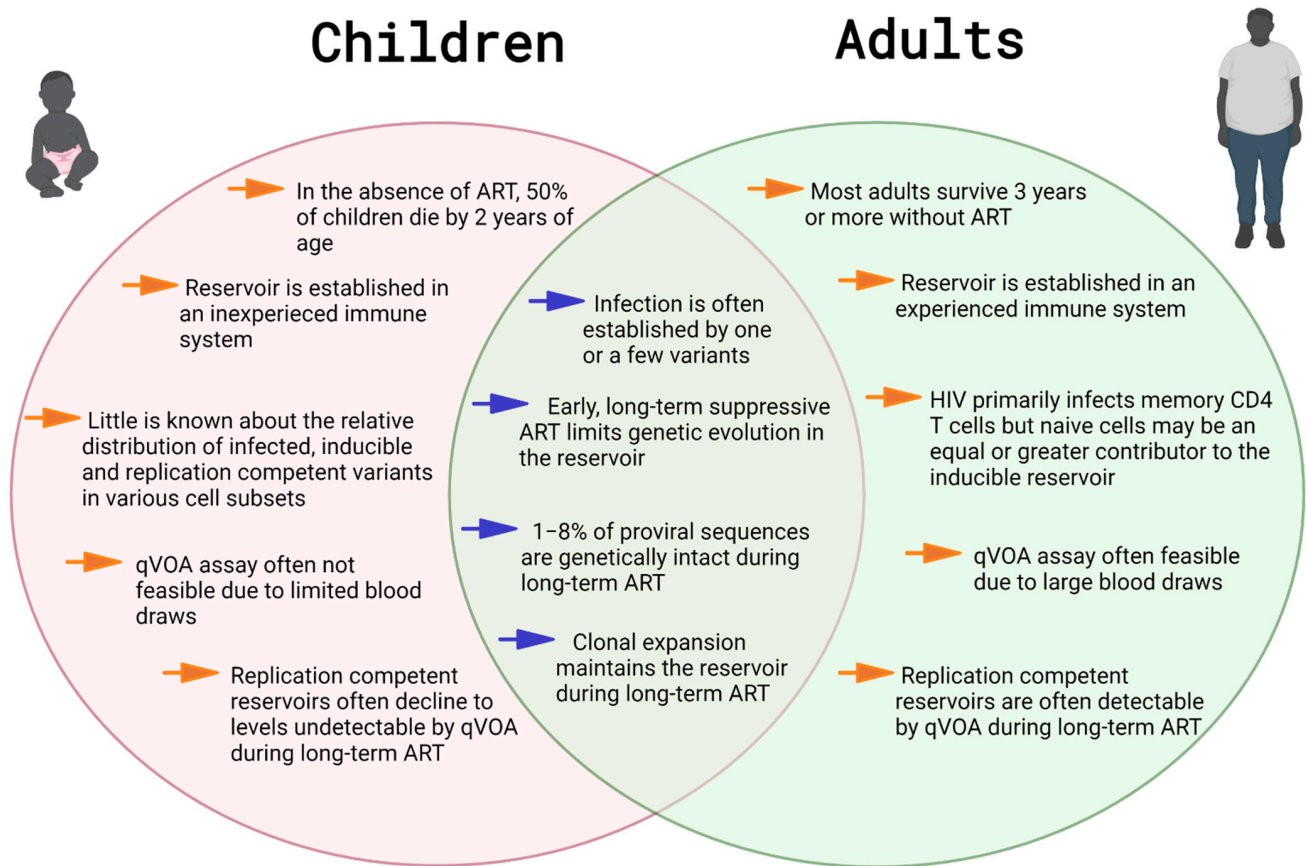 Children
Adults
In the absence of ART, 50%
of children die by 2 years of
age
Reservoir is established in
an inexperieced immune
system
Little is known about the relative
distribution of infected, inducible
and replication competent variants
in various cell subsets
qVOA assay often not
feasible due to limited blood
draws
Replication competent
reservoirs often decline to
levels undetectable by qVOA
during long-term ART
Infection is often
established by one
or a few variants
Early, long-term suppressive
ART limits genetic evolution in
the reservoir
1–8% of proviral sequences
are genetically intact during
long-term ART
Clonal expansion
maintains the reservoir
during long-term ART
Most adults survive 3 years
or more without ART
Reservoir is established in an
experienced immune system
HIV primarily infects memory CD4
T cells but naive cells may be an
equal or greater contributor to the
inducible reservoir
qVOA assay often feasible
due to large blood draws
Replication competent
reservoirs are often detectable
by qVOA during long-term ART